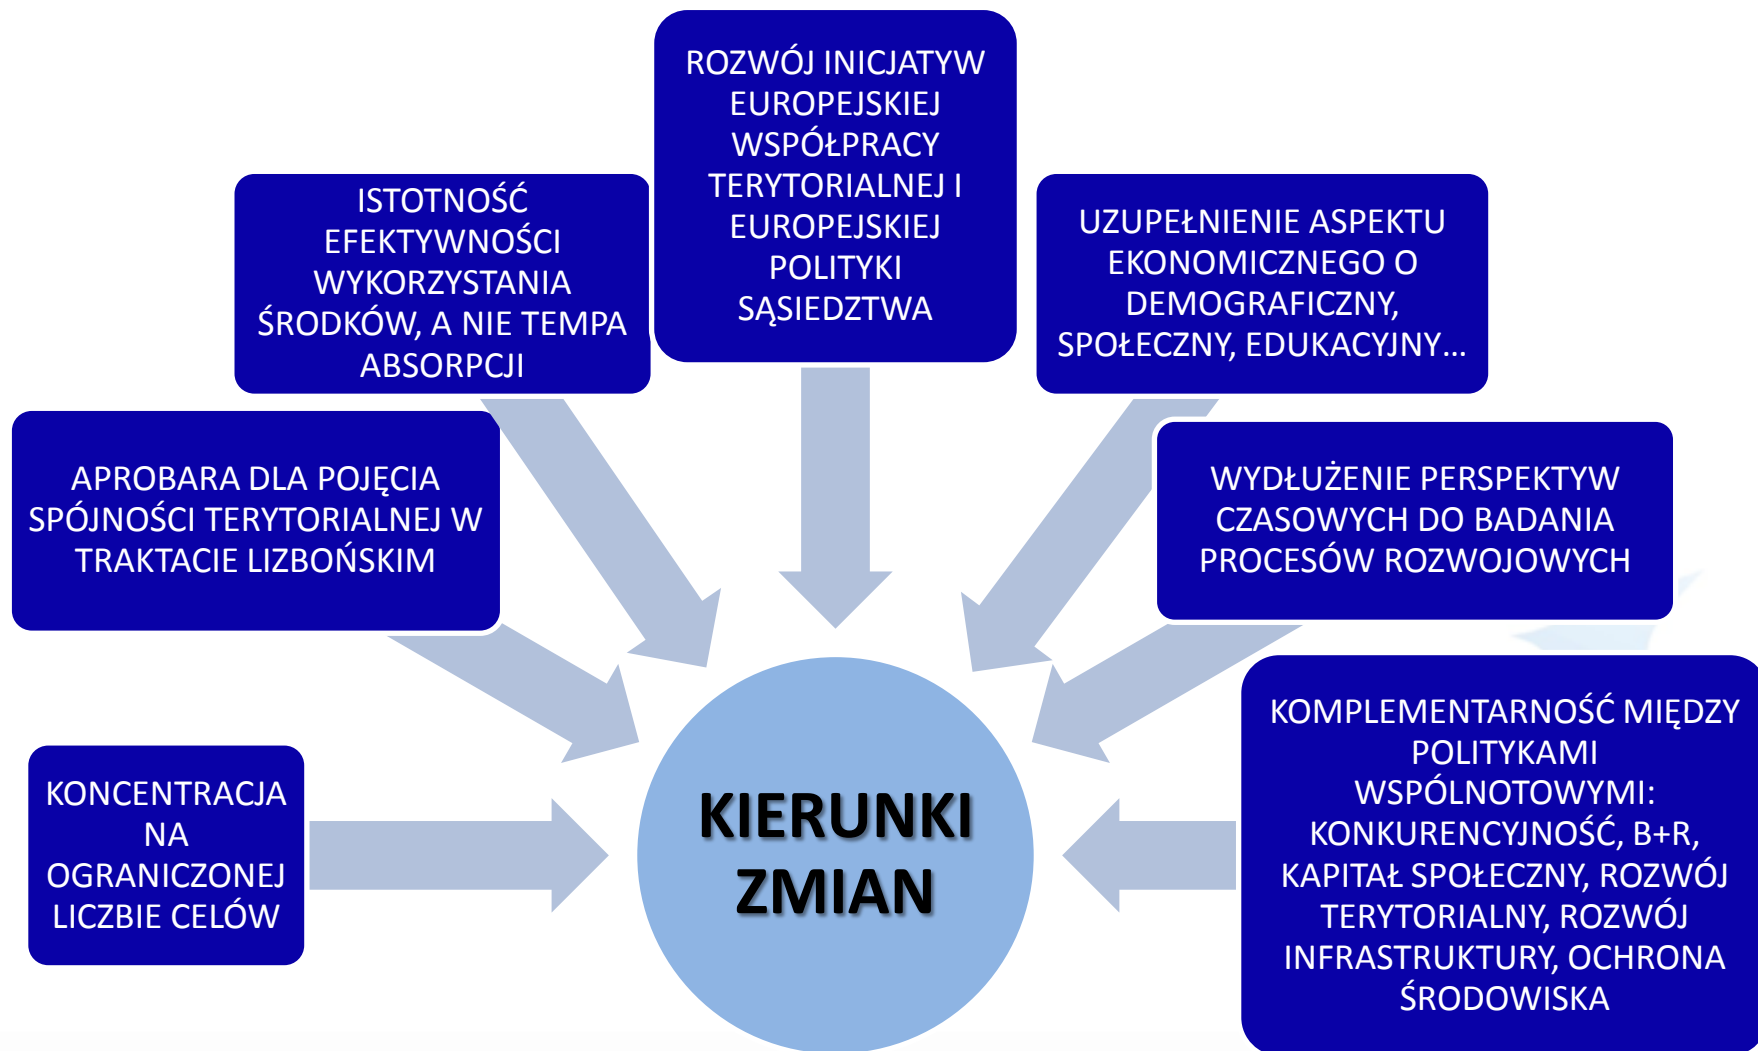 ROZWÓJ INICJATYW
EUROPEJSKIEJ
WSPÓŁPRACY
TERYTORIALNEJ I
EUROPEJSKIEJ
POLITYKI
SĄSIEDZTWA
ISTOTNOŚĆ
EFEKTYWNOŚCI
WYKORZYSTANIA
ŚRODKÓW, A NIE TEMPA
ABSORPCJI
UZUPEŁNIENIE ASPEKTU
EKONOMICZNEGO O
DEMOGRAFICZNY,
SPOŁECZNY, EDUKACYJNY...
APROBARA DLA POJĘCIA
SPÓJNOŚCI TERYTORIALNEJ W
TRAKTACIE LIZBOŃSKIM
WYDŁUŻENIE PERSPEKTYW
CZASOWYCH DO BADANIA
PROCESÓW ROZWOJOWYCH
KONCENTRACJA
NA
OGRANICZONEJ
LICZBIE CELÓW
KIERUNKI
ZMIAN
KOMPLEMENTARNOŚĆ MIĘDZY
POLITYKAMI
WSPÓLNOTOWYMI:
KONKURENCYJNOŚĆ, B+R,
KAPITAŁ SPOŁECZNY, ROZWÓJ
TERYTORIALNY, ROZWÓJ
INFRASTRUKTURY, OCHRONA
ŚRODOWISKA